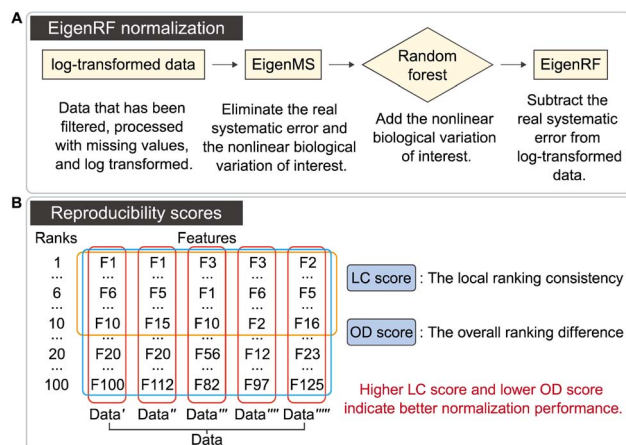 A
EigenRF normalization
log-transformed data
EigenMS
Random
forest
EigenRF
Data that has been
filtered, processed
with missing values,
and log transformed.
Eliminate the real
systematic error and
the nonlinear biological
variation of interest.
Add the nonlinear
biological variation
of interest.
Subtract the
real systematic
error from
log-transformed
data.
B
Reproducibility scores
Ranks Features
1 F1 F1 F3 F3 F2
... ... ... ... ... ...
6 F6 F5 F1 F6 F5
... ... ... ... ... ...
10 F10 F15 F10 F2 F16
... ... ... ... ... ...
20 F20 F20 F56 F12 F23
... ... ... ... ... ...
100 F100 F112 F82 F97 F125
Data′ Data″ Data‴ Data″″ Data‴″
Data
LC score : The local ranking consistency
OD score : The overall ranking difference
Higher LC score and lower OD score
indicate better normalization performance.